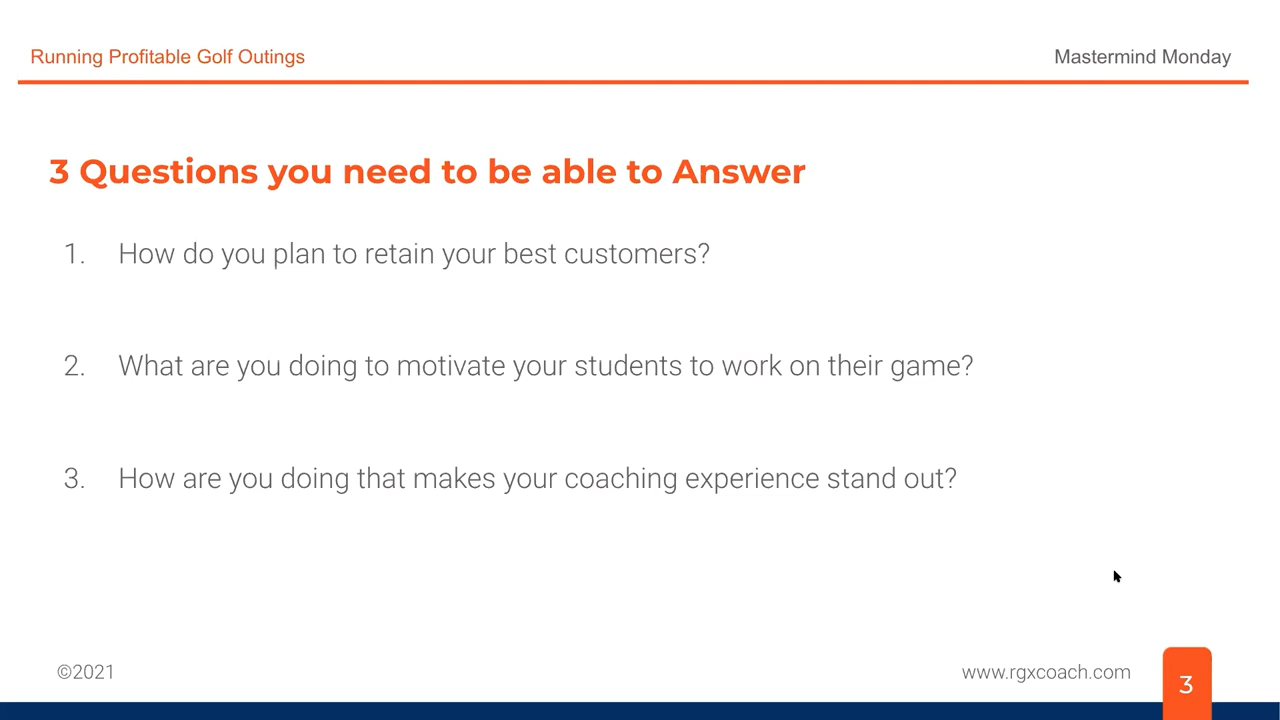 Running Profitable Golf Outings
Mastermind Monday
3 Questions you need to be able to Answer
1. How do you plan to retain your best customers?
2. What are you doing to motivate your students to work on their game?
3. How are you doing that makes your coaching experience stand out?
©2021
www.rgxcoach.com
3